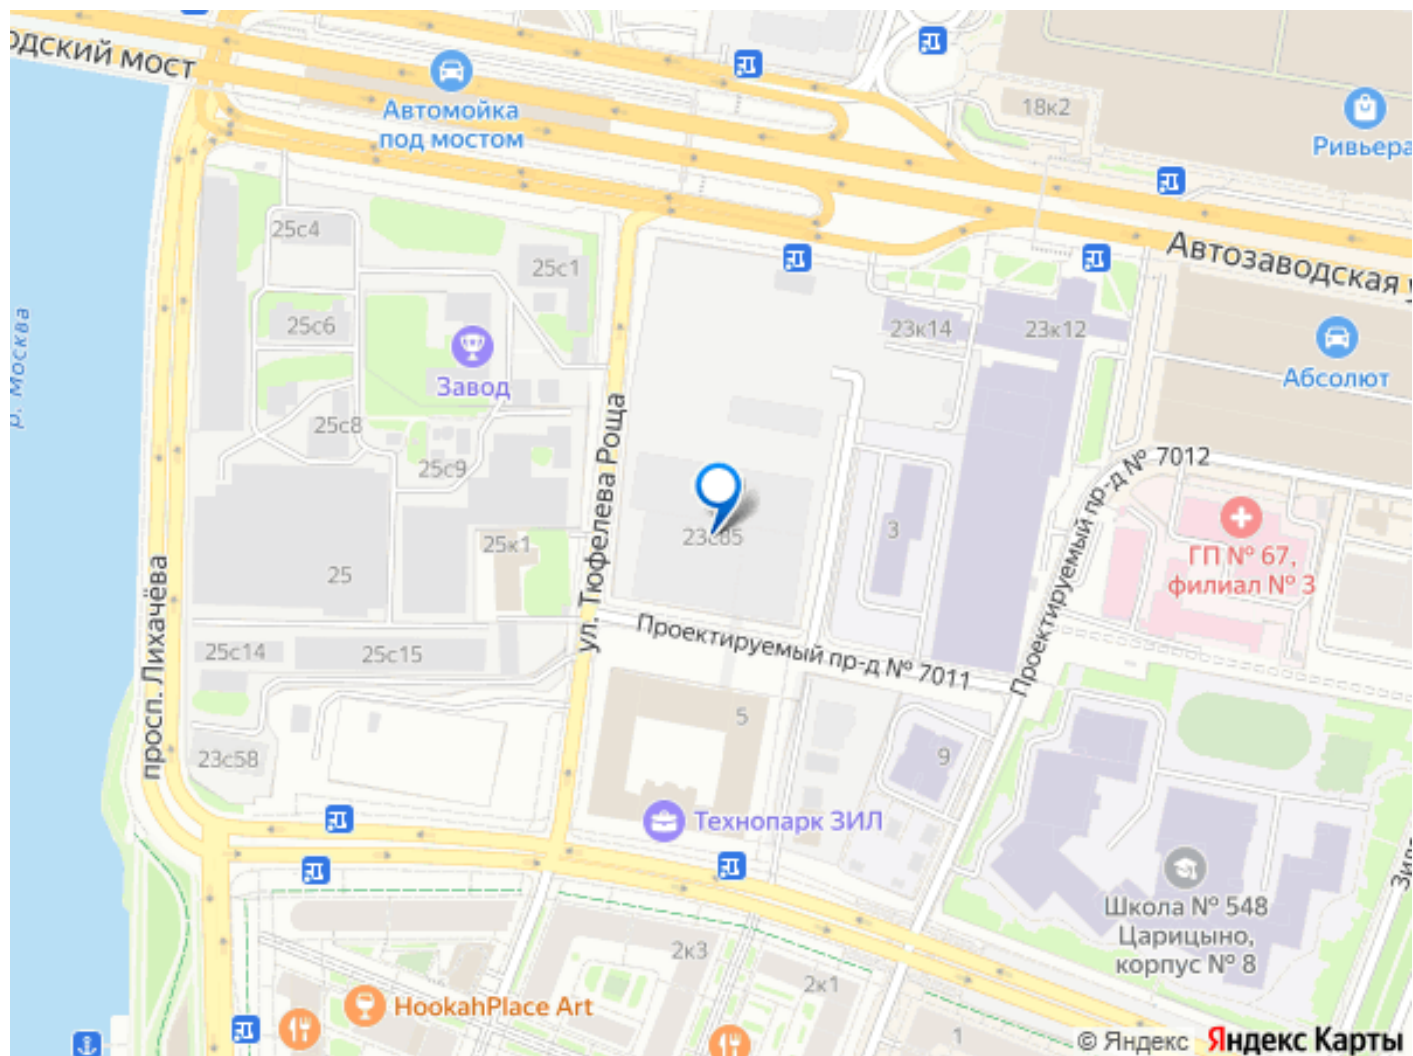 одский мост
Автомойка
под мостом
18к2
Ривьера
25с4
25с1
Автозаводская у
25с6
23к14
23к12
р. Москва
Завод
Абсолют
25с8
25с9
ул. Тюфелева Роща
Проектируемый пр-д № 7012
23с85
3
25к1
ГП № 67,
филиал № 3
25
просп. Лихачёва
Проектируемый пр-д № 7011
25с14
25с15
5
9
23с58
Технопарк ЗИЛ
Школа № 548
Царицыно,
корпус № 8
2к3
2к1
HookahPlace Art
1
© Яндекс Яндекс Карты